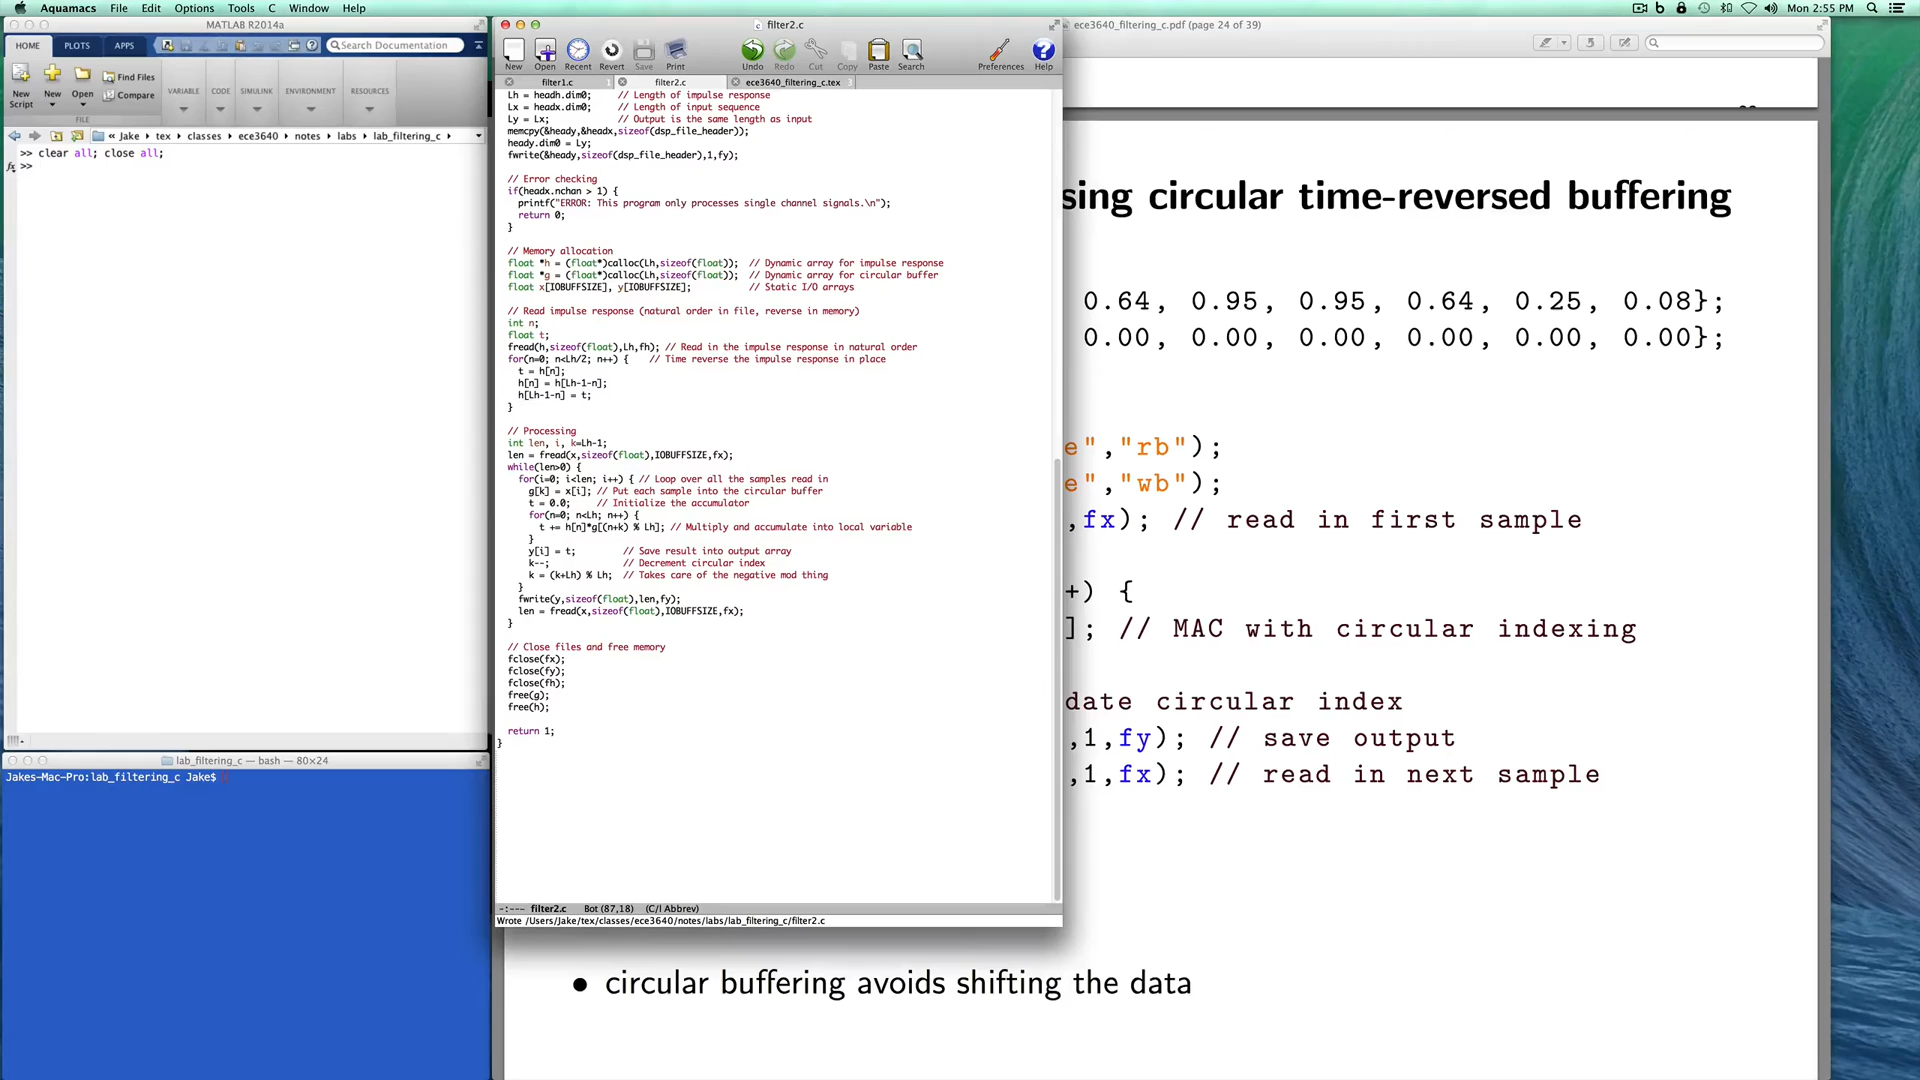 Aquamacs File Edit Options Tools C Window Help
Mon 2:55 PM
MATLAB R2014a
HOME PLOTS APPS
Search Documentation
New Script
New
Open
Find Files
Compare
VARIABLE
CODE
SIMULINK
ENVIRONMENT
RESOURCES
FILE
« Jake tex classes ece3640 notes labs lab_filtering_c
>> clear all; close all;
fx >>
lab_filtering_c — bash — 80×24
Jakes-Mac-Pro:lab_filtering_c Jake$
filter2.c
New Open Recent Revert Save Print Undo Redo Cut Copy Paste Search Preferences Help
filter1.c 1 filter2.c ece3640_filtering_c.tex 3
Lh = headh.dim0; // Length of impulse response
Lx = headx.dim0; // Length of input sequence
Ly = Lx; // Output is the same length as input
memcpy(&heady,&headx,sizeof(dsp_file_header));
heady.dim0 = Ly;
fwrite(&heady,sizeof(dsp_file_header),1,fy);
// Error checking
if(headx.nchan > 1) {
printf("ERROR: This program only processes single channel signals.\n");
return 0;
}
// Memory allocation
float *h = (float*)calloc(Lh,sizeof(float)); // Dynamic array for impulse response
float *g = (float*)calloc(Lh,sizeof(float)); // Dynamic array for circular buffer
float x[IOBUFFSIZE], y[IOBUFFSIZE]; // Static I/O arrays
// Read impulse response (natural order in file, reverse in memory)
int n;
float t;
fread(h,sizeof(float),Lh,fh); // Read in the impulse response in natural order
for(n=0; n<Lh/2; n++) { // Time reverse the impulse response in place
t = h[n];
h[n] = h[Lh-1-n];
h[Lh-1-n] = t;
}
// Processing
int len, i, k=Lh-1;
len = fread(x,sizeof(float),IOBUFFSIZE,fx);
while(len>0) {
for(i=0; i<len; i++) { // Loop over all the samples read in
g[k] = x[i]; // Put each sample into the circular buffer
t = 0.0; // Initialize the accumulator
for(n=0; n<Lh; n++) {
t += h[n]*g[(n+k) % Lh]; // Multiply and accumulate into local variable
}
y[i] = t; // Save result into output array
k--; // Decrement circular index
k = (k+Lh) % Lh; // Takes care of the negative mod thing
}
fwrite(y,sizeof(float),len,fy);
len = fread(x,sizeof(float),IOBUFFSIZE,fx);
}
// Close files and free memory
fclose(fx);
fclose(fy);
fclose(fh);
free(g);
free(h);
return 1;
}
-:--- filter2.c Bot (87,18) (C/l Abbrev)
Wrote /Users/Jake/tex/classes/ece3640/notes/labs/lab_filtering_c/filter2.c
ece3640_filtering_c.pdf (page 24 of 39)
sing circular time-reversed buffering
0.64, 0.95, 0.95, 0.64, 0.25, 0.08};
0.00, 0.00, 0.00, 0.00, 0.00, 0.00};
e","rb");
e","wb");
,fx); // read in first sample
+) {
]; // MAC with circular indexing
date circular index
,1,fy); // save output
,1,fx); // read in next sample
• circular buffering avoids shifting the data